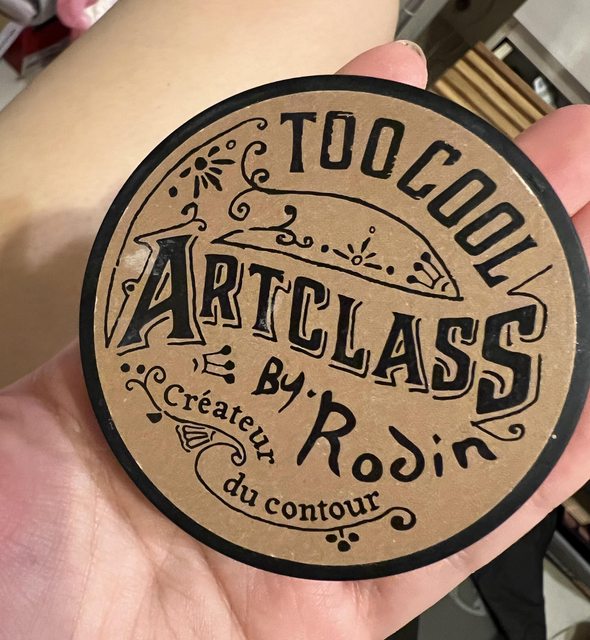 TOO COOL
ARTCLASS
BY. Rodin
Créateur
du contour